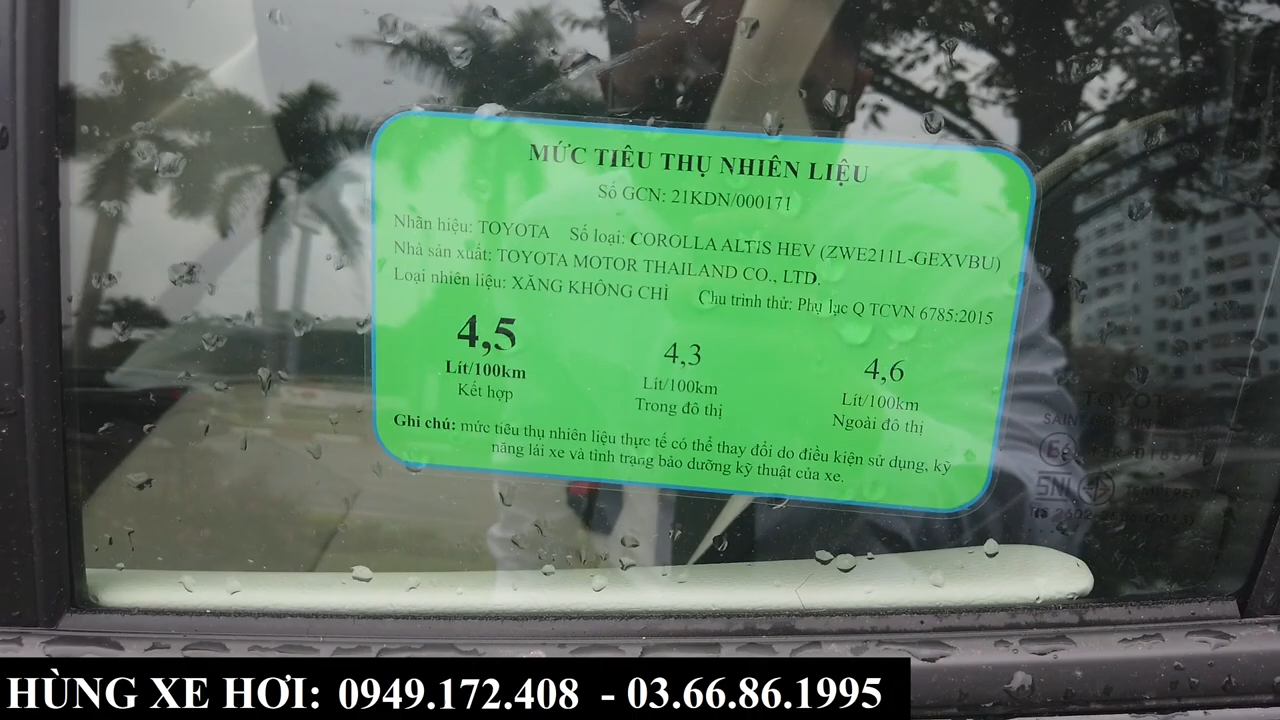 MỨC TIÊU THỤ NHIÊN LIỆU
Số GCN: 21KDN/000171
Nhãn hiệu: TOYOTA Số loại: COROLLA ALTIS HEV (ZWE211L-GEXVBU)
Nhà sản xuất: TOYOTA MOTOR THAILAND CO., LTD.
Loại nhiên liệu: XĂNG KHÔNG CHÌ Chu trình thử: Phụ lục Q TCVN 6785:2015
4,5 4,3 4,6
Lít/100km Lít/100km Lít/100km
Kết hợp Trong đô thị Ngoài đô thị
Ghi chú: mức tiêu thụ nhiên liệu thực tế có thể thay đổi do điều kiện sử dụng, kỹ
năng lái xe và tình trạng bảo dưỡng kỹ thuật của xe.
TOYOT
SNI TEMPERED
HÙNG XE HƠI: 0949.172.408 - 03.66.86.1995